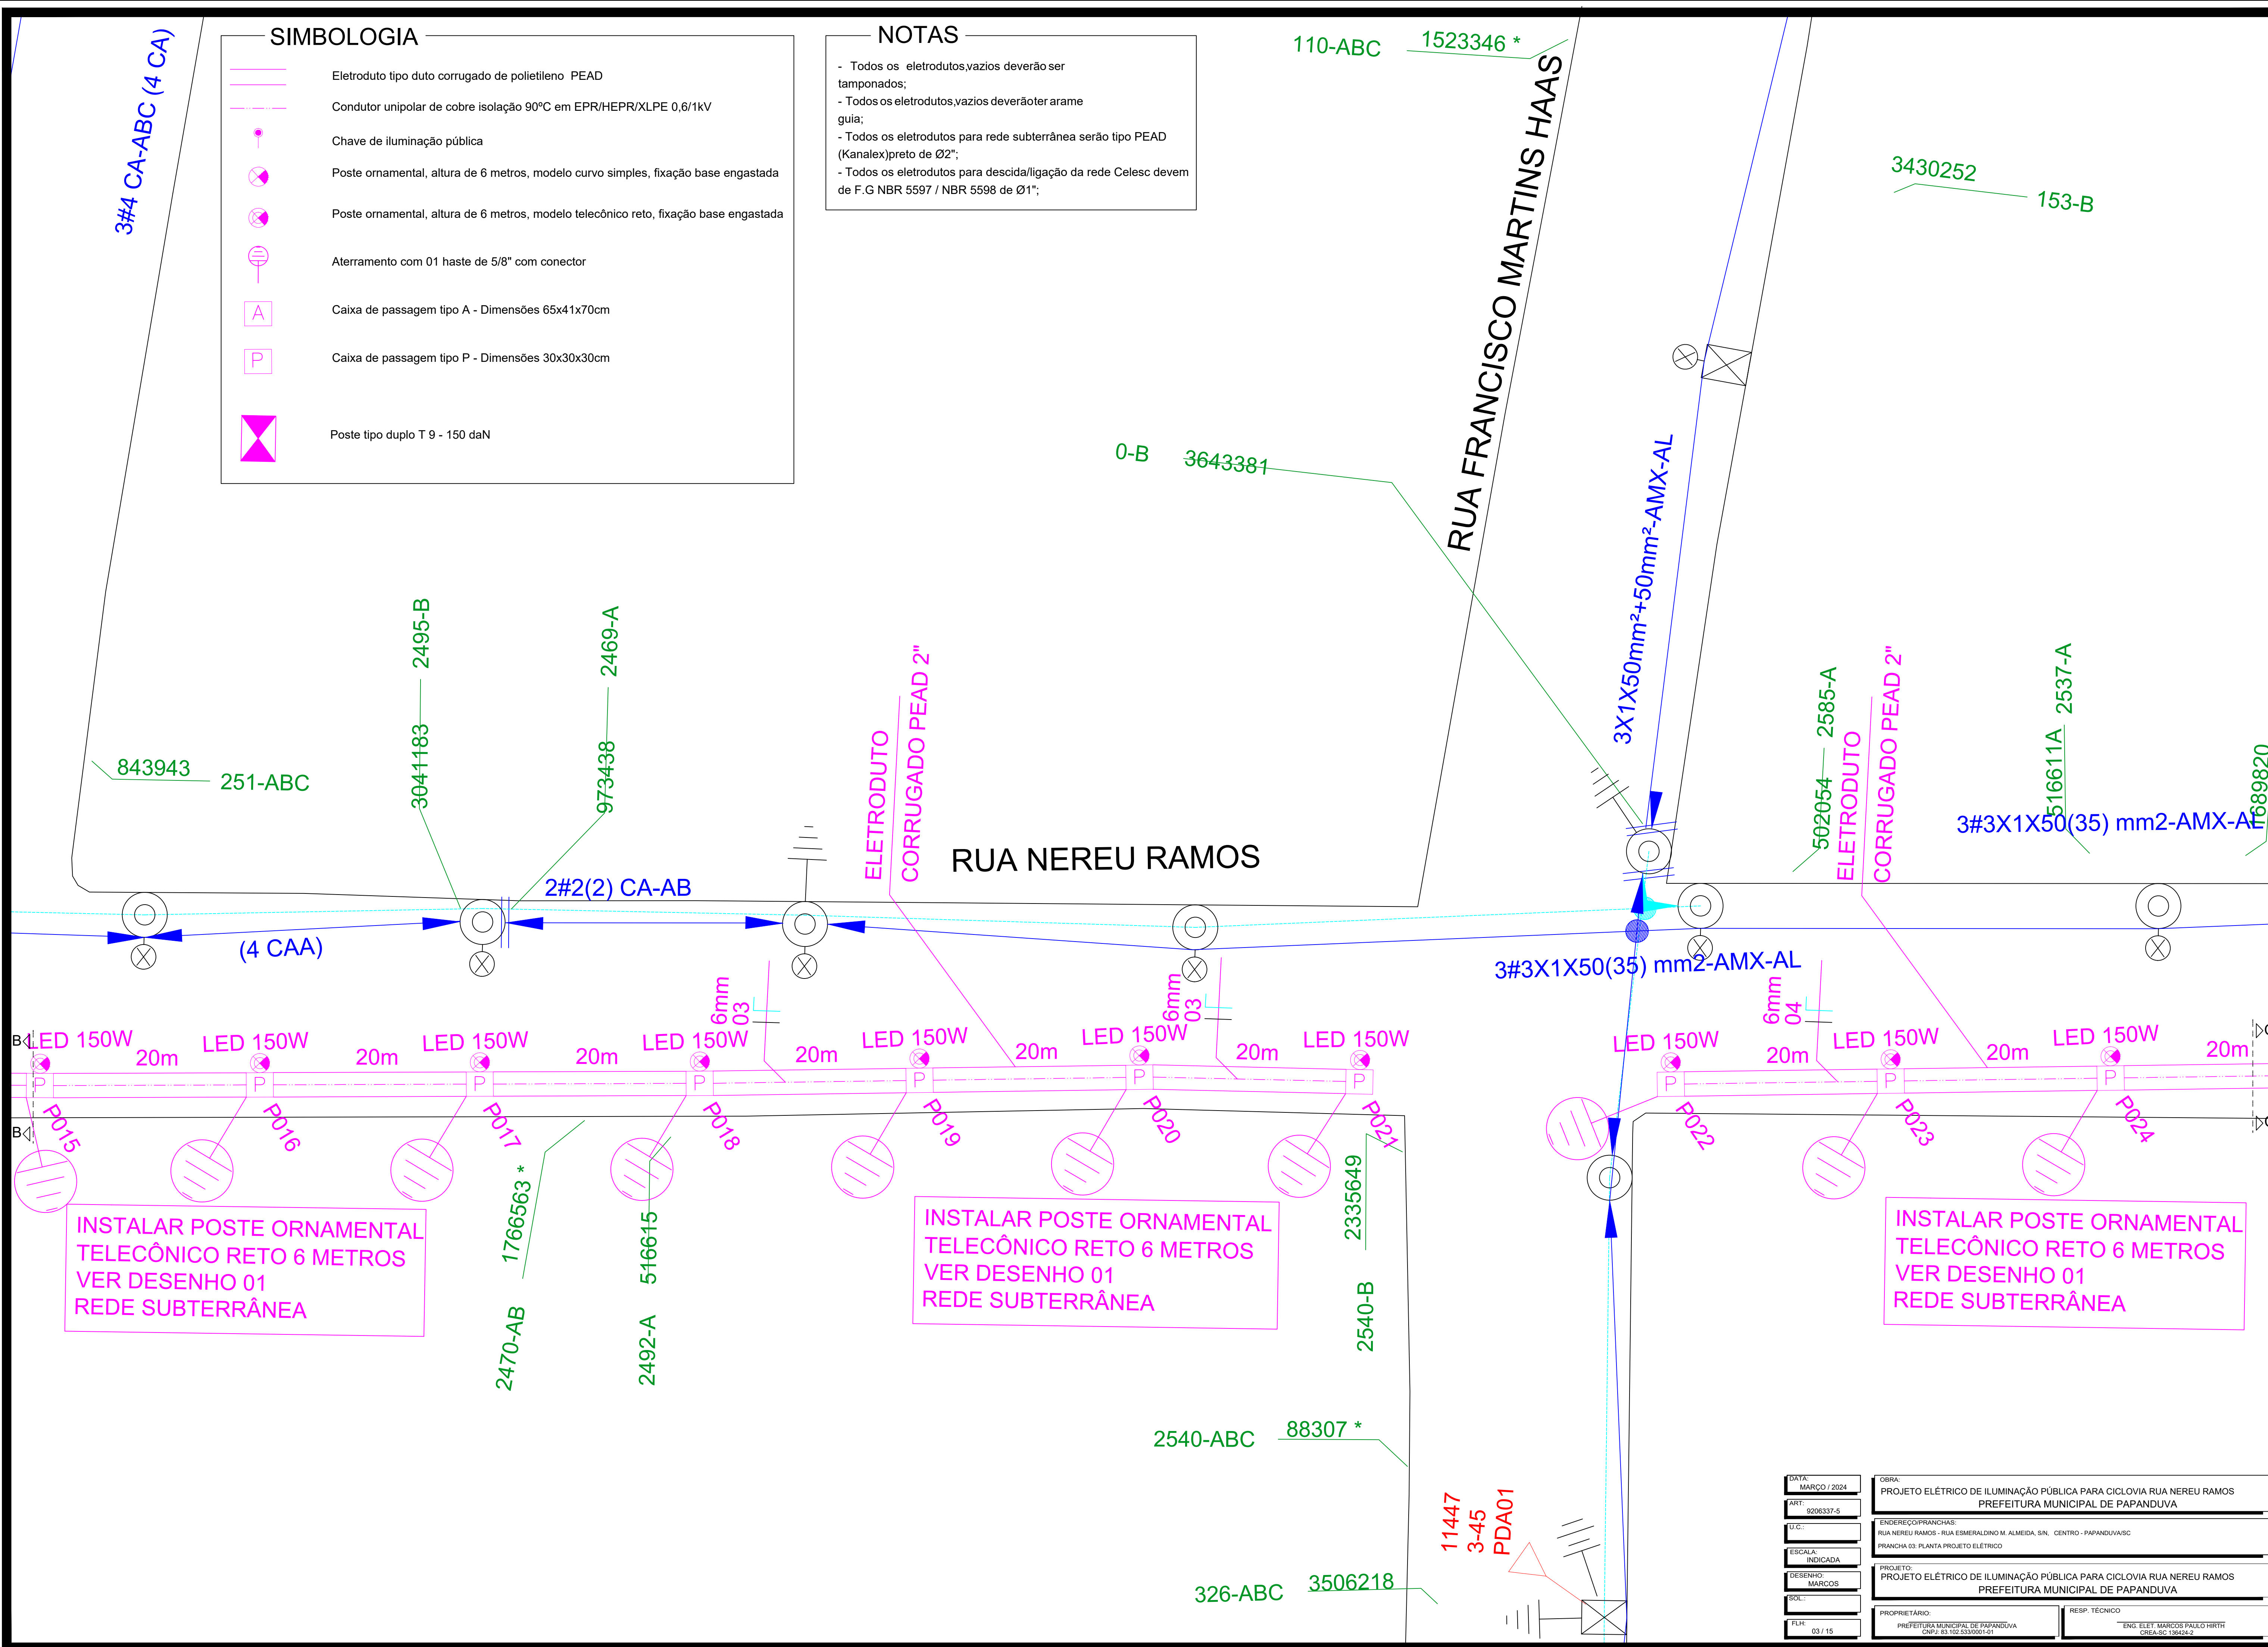 3#4 CA-ABC (4 CA)
SIMBOLOGIA
Eletroduto tipo duto corrugado de polietileno PEAD
Condutor unipolar de cobre isolação 90ºC em EPR/HEPR/XLPE 0,6/1kV
Chave de iluminação pública
Poste ornamental, altura de 6 metros, modelo curvo simples, fixação base engastada
Poste ornamental, altura de 6 metros, modelo telecônico reto, fixação base engastada
Aterramento com 01 haste de 5/8" com conector
A
Caixa de passagem tipo A - Dimensões 65x41x70cm
P
Caixa de passagem tipo P - Dimensões 30x30x30cm
Poste tipo duplo T 9 - 150 daN
NOTAS
- Todos os eletrodutos,vazios deverão ser
tamponados;
- Todos os eletrodutos,vazios deverão ter arame
guia;
- Todos os eletrodutos para rede subterrânea serão tipo PEAD
(Kanalex)preto de Ø2";
- Todos os eletrodutos para descida/ligação da rede Celesc devem
de F.G NBR 5597 / NBR 5598 de Ø1";
110-ABC 1523346 *
RUA FRANCISCO MARTINS HAAS
3430252
153-B
0-B 3643381
3X1X50mm²+50mm²-AMX-AL
843943
251-ABC
3041183 2495-B
973438 2469-A
ELETRODUTO
CORRUGADO PEAD 2"
RUA NEREU RAMOS
502054 2585-A
ELETRODUTO
CORRUGADO PEAD 2"
516611A 2537-A
1689820
3#3X1X50(35) mm2-AMX-AL
2#2(2) CA-AB
(4 CAA)
3#3X1X50(35) mm2-AMX-AL
6mm
03
6mm
03
6mm
04
B
LED 150W
20m
LED 150W
20m
LED 150W
20m
LED 150W
20m
LED 150W
20m
LED 150W
20m
LED 150W
LED 150W
20m
LED 150W
20m
LED 150W
20m
P
P
P
P
P
P
P
P
P
P
B
P015
P016
P017
P018
P019
P020
P021
P022
P023
P024
INSTALAR POSTE ORNAMENTAL
TELECÔNICO RETO 6 METROS
VER DESENHO 01
REDE SUBTERRÂNEA
2470-AB 1766563 *
2492-A 516615
INSTALAR POSTE ORNAMENTAL
TELECÔNICO RETO 6 METROS
VER DESENHO 01
REDE SUBTERRÂNEA
2540-B 2335649
INSTALAR POSTE ORNAMENTAL
TELECÔNICO RETO 6 METROS
VER DESENHO 01
REDE SUBTERRÂNEA
2540-ABC 88307 *
11447
3-45
PDA01
326-ABC 3506218
DATA:
MARÇO / 2024
ART:
9206337-5
U.C.:
ESCALA:
INDICADA
DESENHO:
MARCOS
SOL.:
FLH:
03 / 15
OBRA:
PROJETO ELÉTRICO DE ILUMINAÇÃO PÚBLICA PARA CICLOVIA RUA NEREU RAMOS
PREFEITURA MUNICIPAL DE PAPANDUVA
ENDEREÇO/PRANCHAS:
RUA NEREU RAMOS - RUA ESMERALDINO M. ALMEIDA, S/N, CENTRO - PAPANDUVA/SC
PRANCHA 03: PLANTA PROJETO ELÉTRICO
PROJETO:
PROJETO ELÉTRICO DE ILUMINAÇÃO PÚBLICA PARA CICLOVIA RUA NEREU RAMOS
PREFEITURA MUNICIPAL DE PAPANDUVA
PROPRIETÁRIO:
PREFEITURA MUNICIPAL DE PAPANDUVA
CNPJ: 83.102.533/0001-01
RESP. TÉCNICO
ENG. ELET. MARCOS PAULO HIRTH
CREA-SC 136424-2